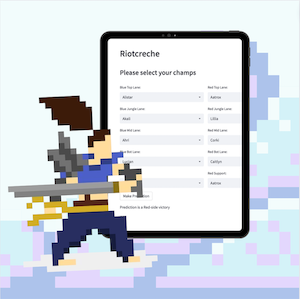 Riotcreche
Please select your champs
Blue Top Lane Red Top Lane
Alistar Aatrox
Blue Jungle Lane Red Jungle Lane
Akali Lillia
Blue Mid Lane Red Mid Lane
Ahri Corki
Bot Lane Red Bot Lane
Caitlyn
Red Support
Aatrox
Make Prediction
Prediction is a Red side victory